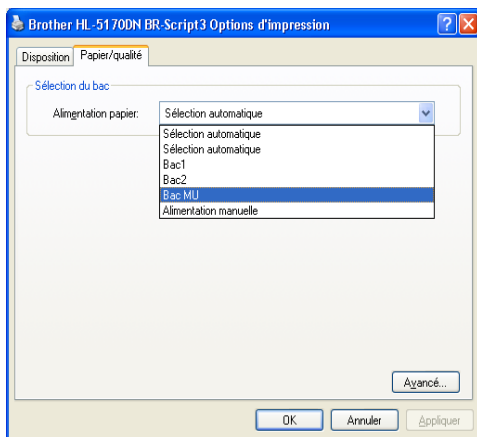 Brother HL-5170DN BR-Script3 Options d'impression
Disposition Papier/qualité
Sélection du bac
Alimentation papier: Sélection automatique
Sélection automatique
Sélection automatique
Bac1
Bac2
Bac MU
Alimentation manuelle
Avancé...
OK Annuler Appliquer